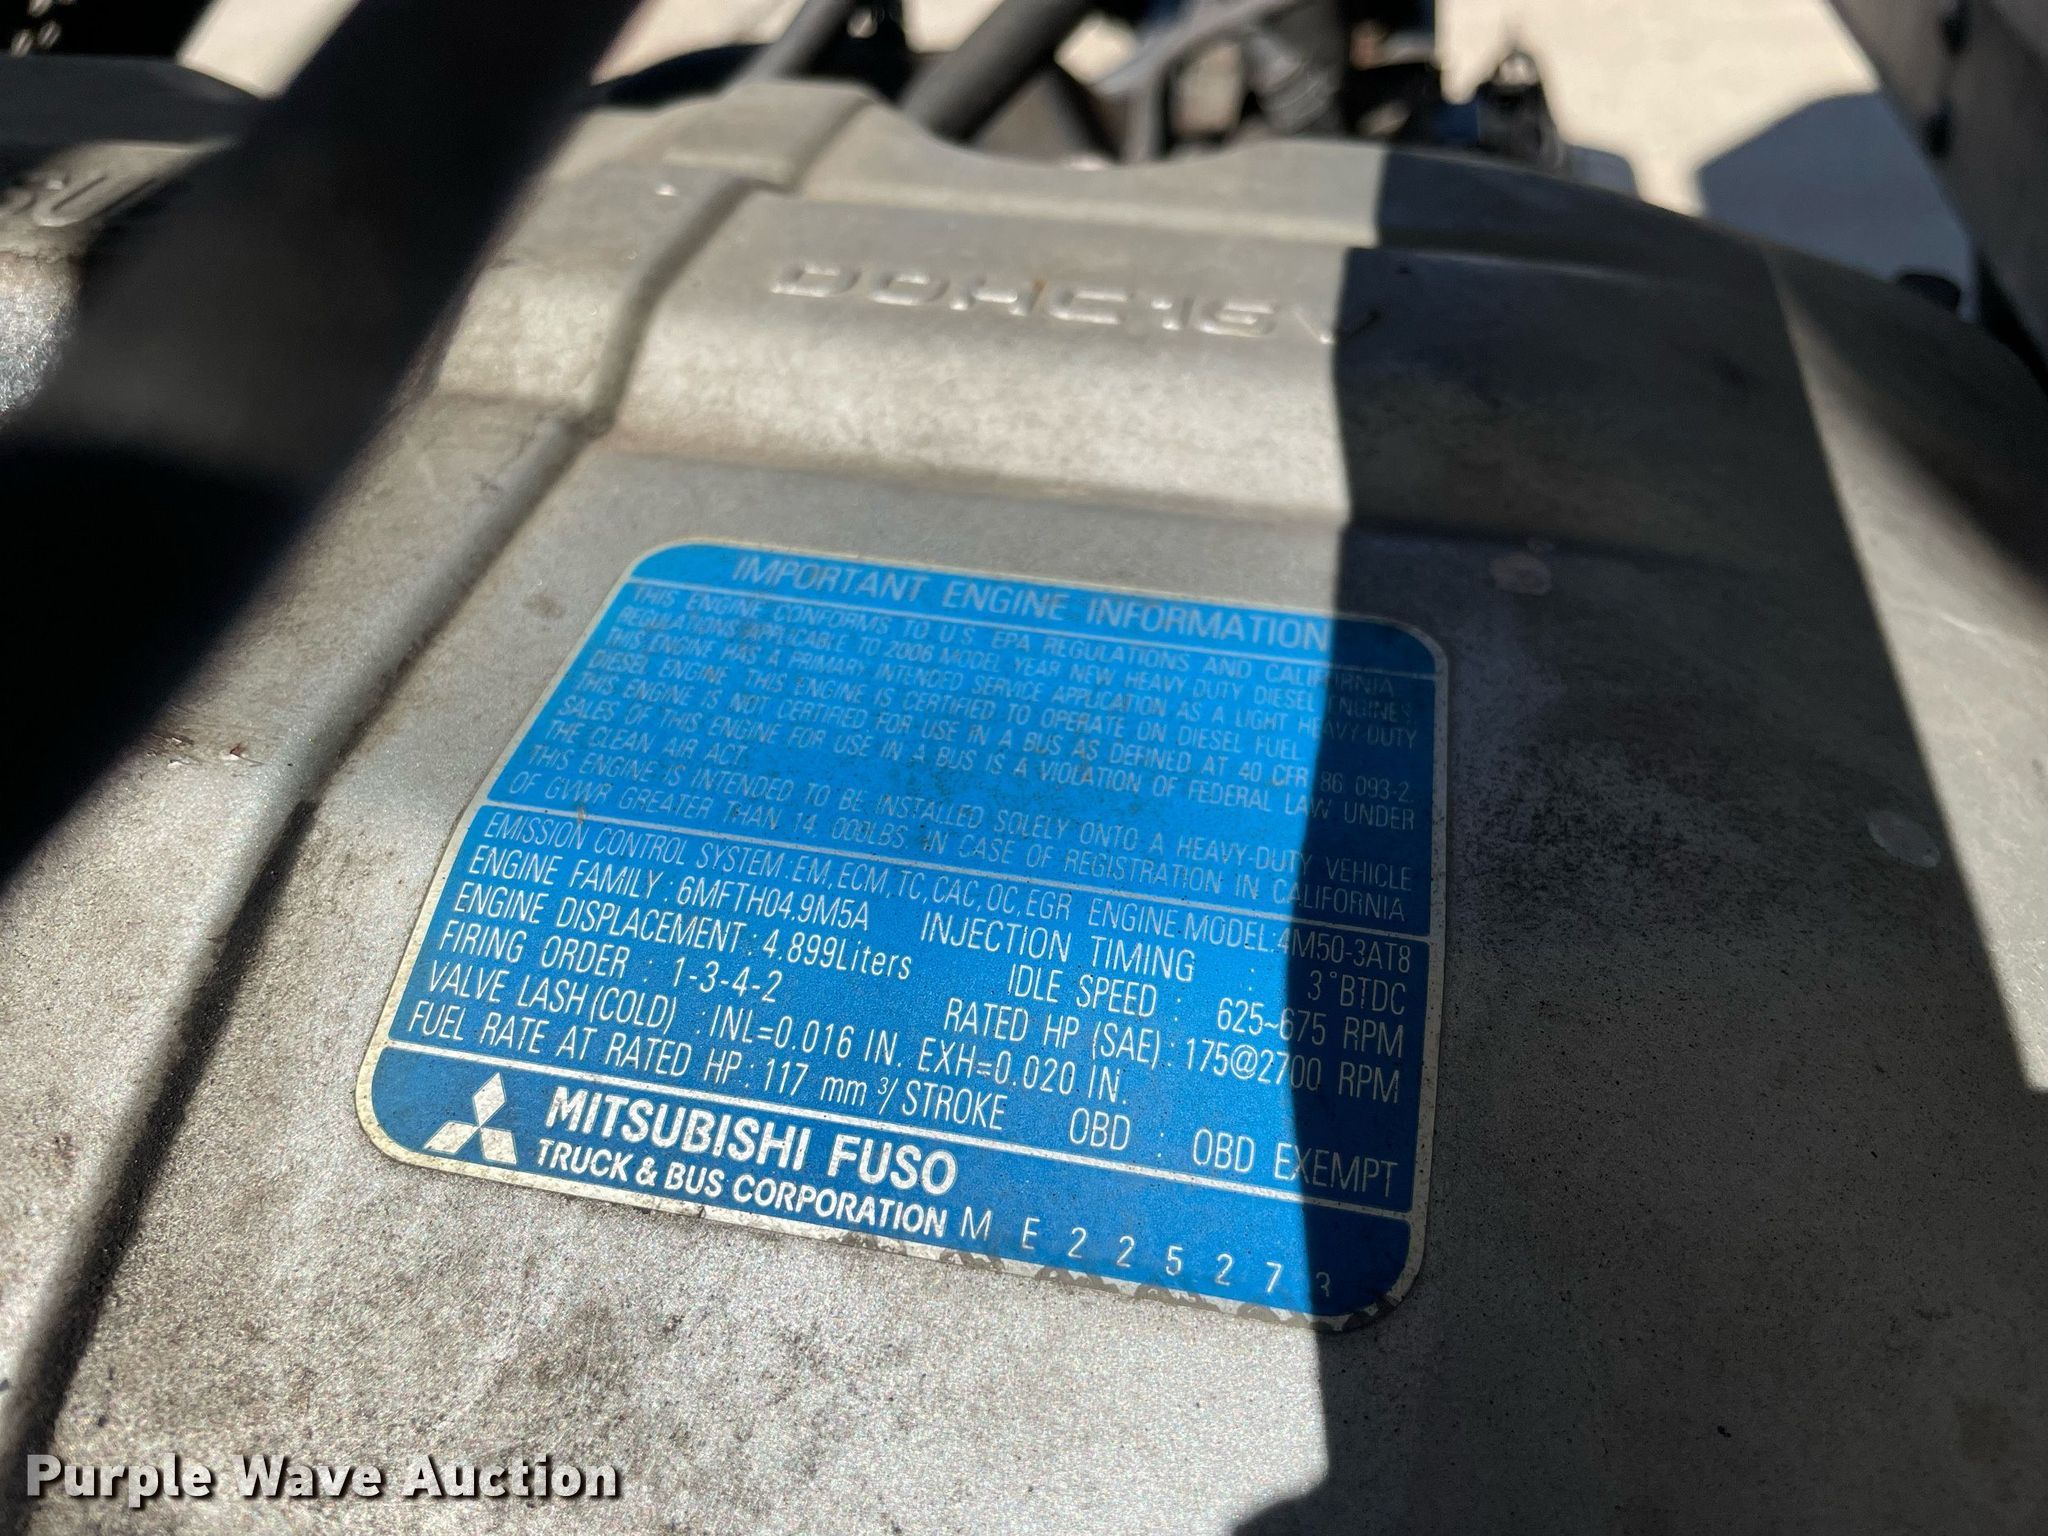 DOHC16V
IMPORTANT ENGINE INFORMATION
THIS ENGINE CONFORMS TO U.S. EPA REGULATIONS AND CALIFORNIA
REGULATIONS APPLICABLE TO 2006 MODEL YEAR NEW HEAVY DUTY DIESEL ENGINES.
THIS ENGINE HAS A PRIMARY INTENDED SERVICE APPLICATION AS A LIGHT HEAVY-DUTY
DIESEL ENGINE. THIS ENGINE IS CERTIFIED TO OPERATE ON DIESEL FUEL.
THIS ENGINE IS NOT CERTIFIED FOR USE IN A BUS AS DEFINED AT 40 CFR 86. 093-2.
SALES OF THIS ENGINE FOR USE IN A BUS IS A VIOLATION OF FEDERAL LAW UNDER
THE CLEAN AIR ACT.
THIS ENGINE IS INTENDED TO BE INSTALLED SOLELY ONTO A HEAVY-DUTY VEHICLE
OF GVWR GREATER THAN 14, 000LBS. IN CASE OF REGISTRATION IN CALIFORNIA
EMISSION CONTROL SYSTEM:EM,ECM,TC,CAC,OC,EGR ENGINE MODEL:4M50-3AT8
ENGINE FAMILY : 6MFTH04.9M5A INJECTION TIMING : 3°BTDC
ENGINE DISPLACEMENT : 4.899Liters IDLE SPEED : 625~675 RPM
FIRING ORDER : 1-3-4-2 RATED HP (SAE) : 175@2700 RPM
VALVE LASH(COLD) : INL=0.016 IN. EXH=0.020 IN.
FUEL RATE AT RATED HP : 117 mm³/STROKE OBD : OBD EXEMPT
MITSUBISHI FUSO
TRUCK & BUS CORPORATION ME225273
Purple Wave Auction